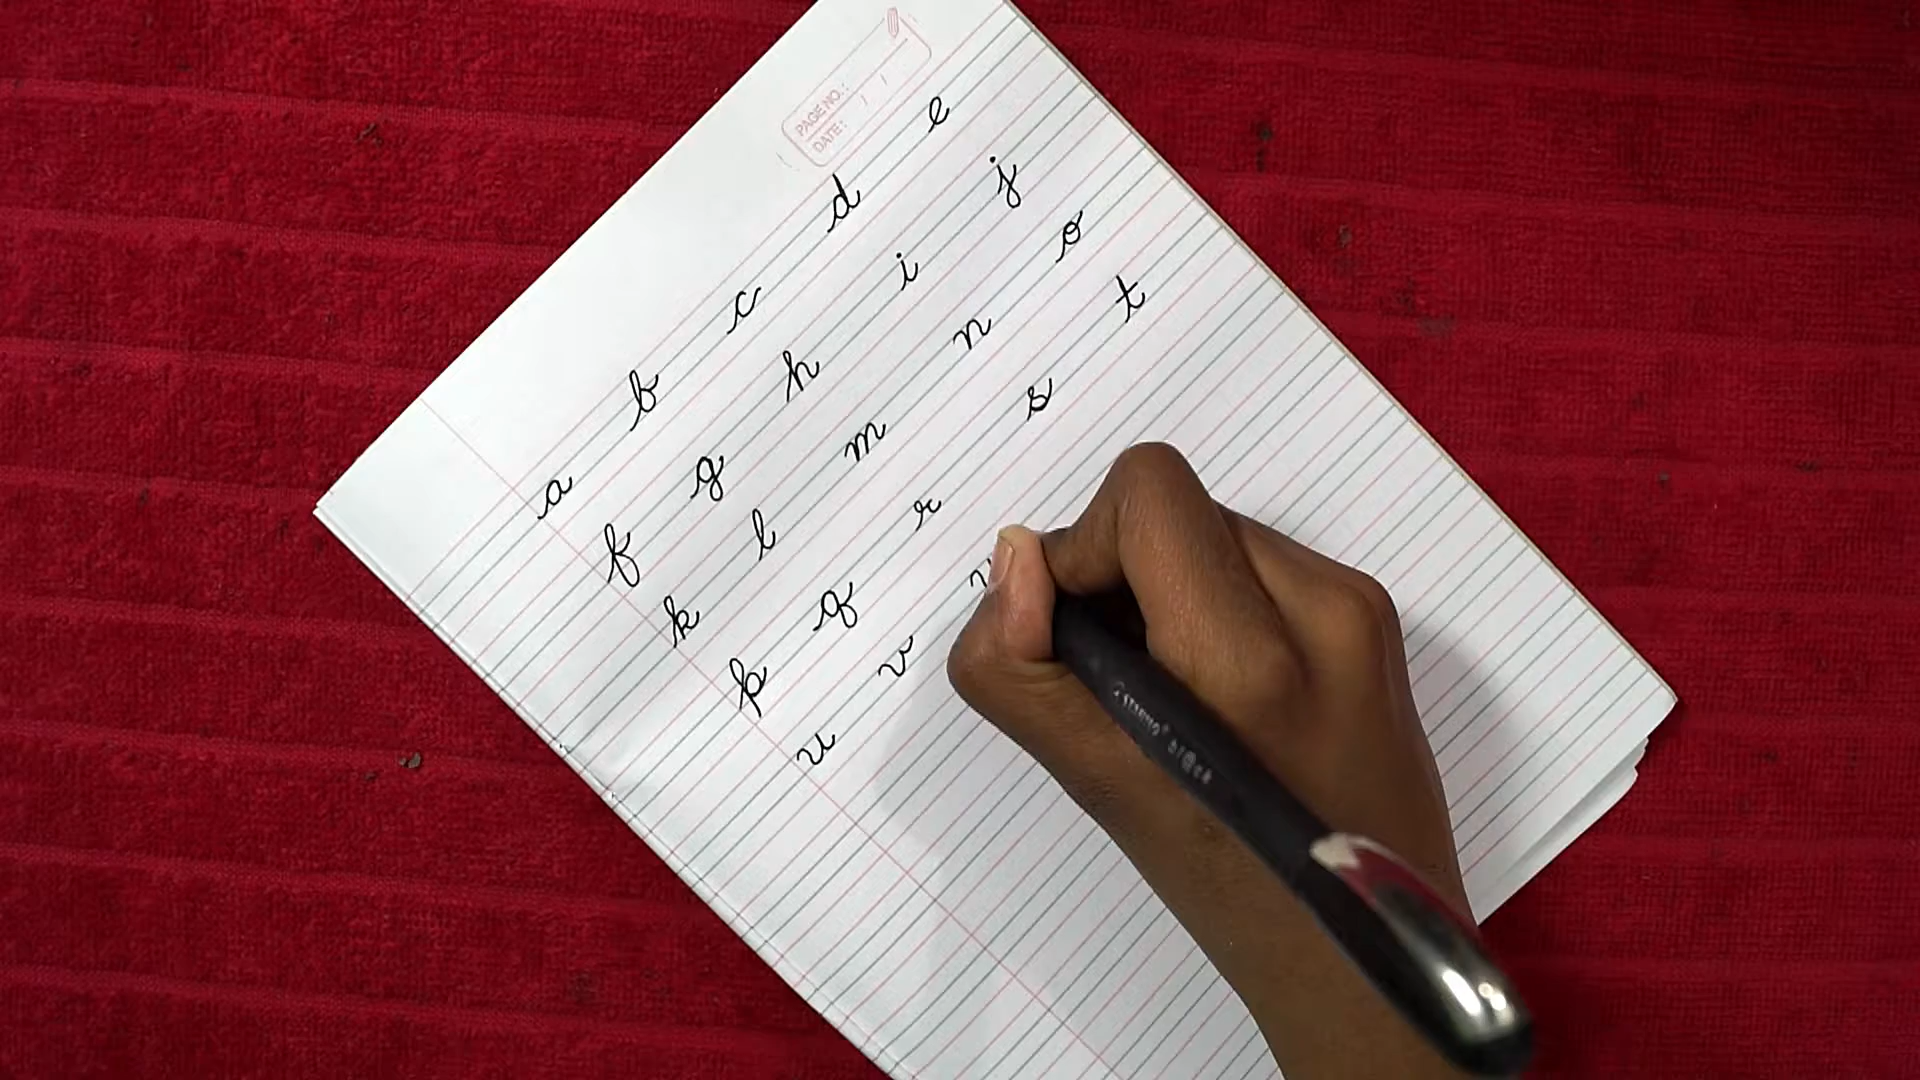 PAGE NO.:
DATE: / /
a b c d e
f g h i j
k l m n o
p q r s t
u v